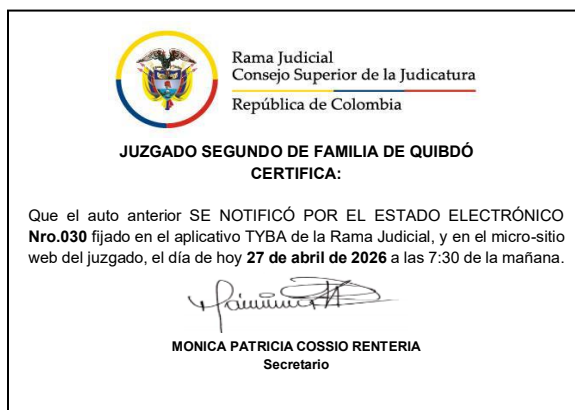 Rama Judicial
Consejo Superior de la Judicatura
República de Colombia
JUZGADO SEGUNDO DE FAMILIA DE QUIBDÓ
CERTIFICA:
Que el auto anterior SE NOTIFICÓ POR EL ESTADO ELECTRÓNICO
Nro.030 fijado en el aplicativo TYBA de la Rama Judicial, y en el micro-sitio
web del juzgado, el día de hoy 27 de abril de 2026 a las 7:30 de la mañana.
MONICA PATRICIA COSSIO RENTERIA
Secretario